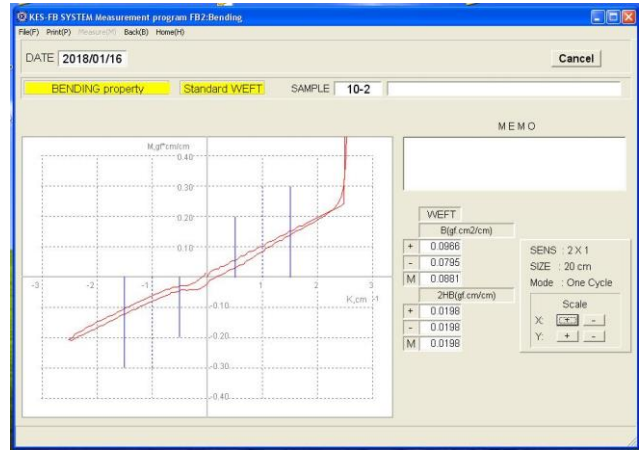 KES-FB SYSTEM Measurement program FB2:Bending
File(F) Print(P) Measure(M) Back(B) Home(H)
DATE 2018/01/16 Cancel
BENDING property Standard WEFT SAMPLE 10-2
MEMO
M,gf*cm/cm
0.40
0.30
0.20
0.10
-3 -2 -1 1 2 3
K,cm -1
-0.10
-0.20
-0.30
-0.40
WEFT
B(gf.cm2/cm)
+ 0.0966
- 0.0795
M 0.0881
2HB(gf.cm/cm)
+ 0.0198
- 0.0198
M 0.0198
SENS : 2 X 1
SIZE : 20 cm
Mode : One Cycle
Scale
X: + -
Y: + -